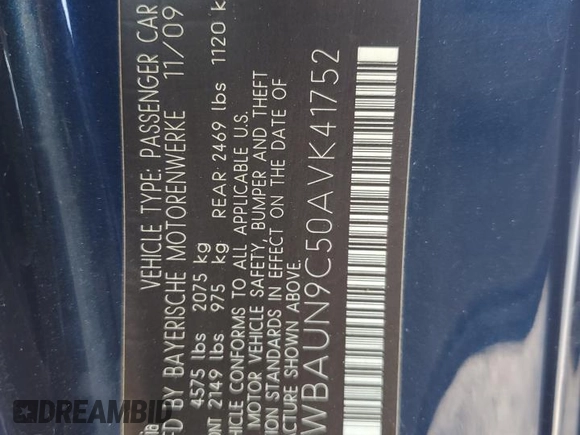 VEHICLE TYPE: PASSENGER CAR
FD BY BAYERISCHE MOTORENWERKE 11/09
4575 lbs 2075 kg
NT 2149 lbs 975 kg REAR 2469 lbs 1120 k
HICLE CONFORMS TO ALL APPLICABLE U.S.
MOTOR VEHICLE SAFETY, BUMPER AND THEFT
ION STANDARDS IN EFFECT ON THE DATE OF
ACTURE SHOWN ABOVE.
WBAUN9C50AVK41752
DREAMBID